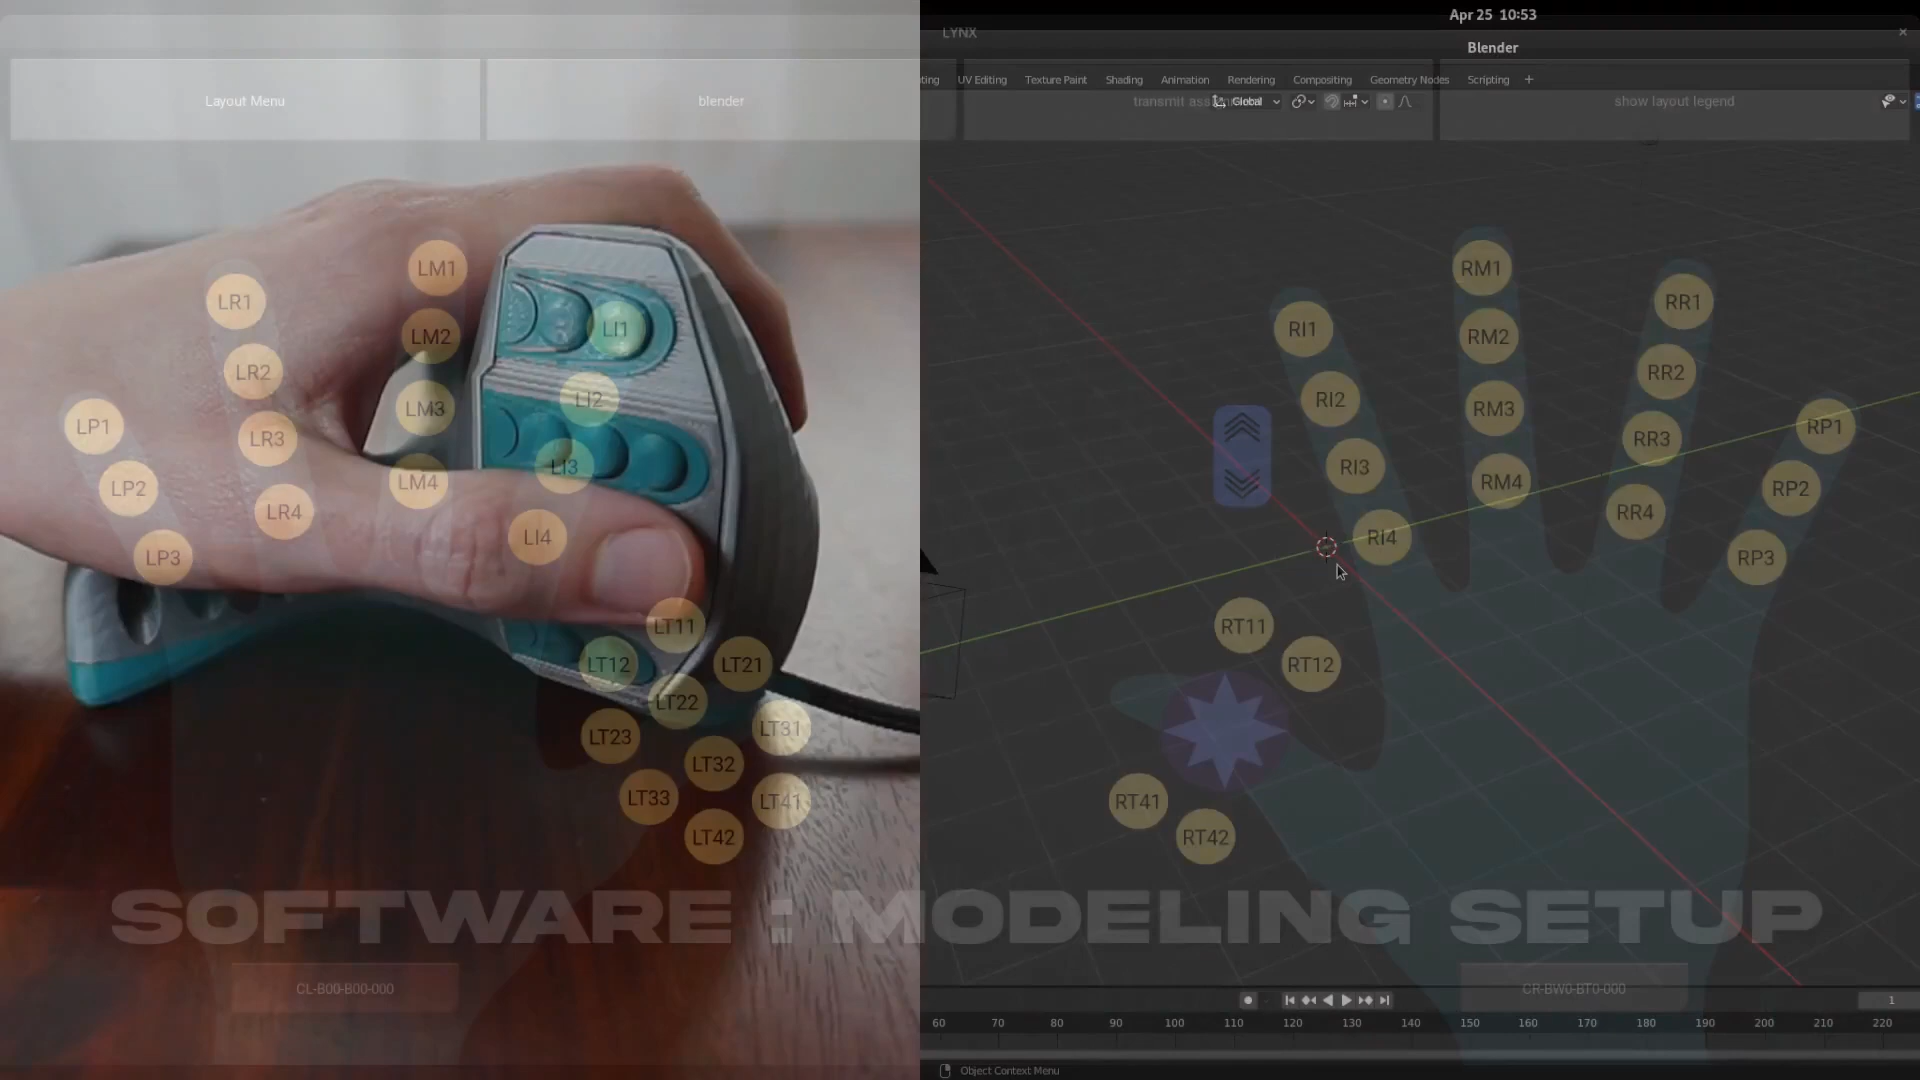 Apr 25 10:53
LYNX
×
Blender
ting UV Editing Texture Paint Shading Animation Rendering Compositing Geometry Nodes Scripting +
Layout Menu
blender
Global
show layout legend
LM1
RM1
LR1
RR1
LI1
RI1
LM2
RM2
LR2
RR2
LI2
RI2
LM3
RM3
LP1
RP1
LR3
RR3
LI3
RI3
LM4
RM4
LP2
RP2
LR4
RR4
LI4
RI4
LP3
RP3
LT11
RT11
LT12
LT21
RT12
LT22
LT31
LT23
LT32
LT33
LT41
RT41
LT42
RT42
SOFTWARE : MODELING SETUP
CL-B00-B00-000
CR-BW0-BT0-000
1
60 70 80 90 100 110 120 130 140 150 160 170 180 190 200 210 220
Object Context Menu